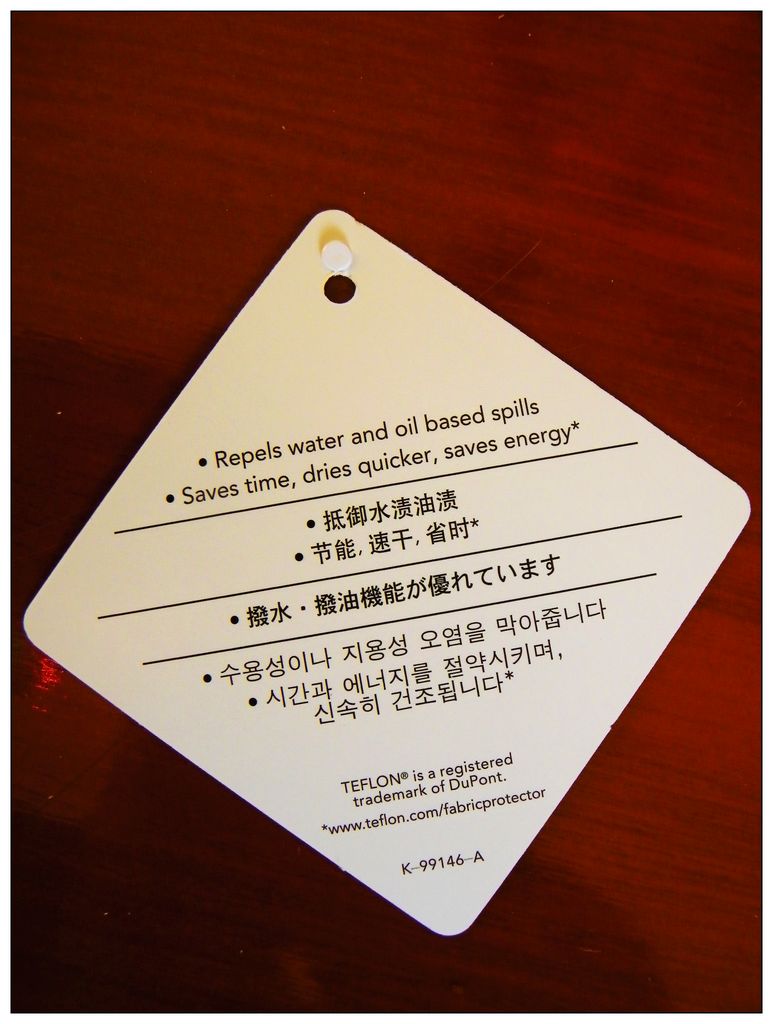 • Repels water and oil based spills
• Saves time, dries quicker, saves energy*
• 抵御水渍油渍
• 节能, 速干, 省时*
• 撥水・撥油機能が優れています
• 수용성이나 지용성 오염을 막아줍니다
• 시간과 에너지를 절약시키며,
신속히 건조됩니다*
TEFLON® is a registered
trademark of DuPont.
*www.teflon.com/fabricprotector
K-99146-A